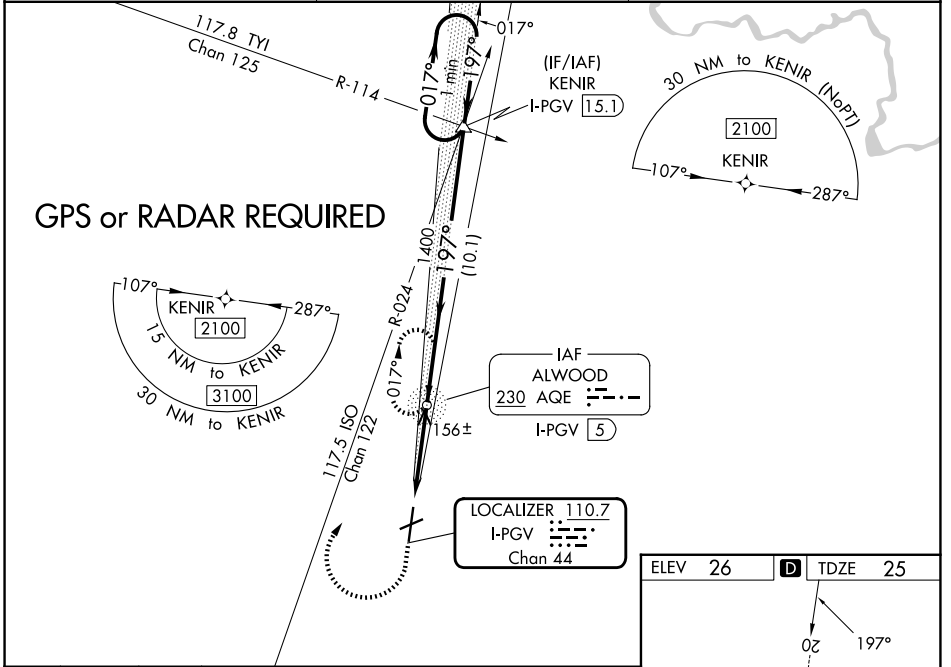 117.8 TYI
Chan 125
R-114
017°
1 min
197°
017°
(IF/IAF)
KENIR
I-PGV 15.1
30 NM to KENIR (NoPT)
2100
KENIR
107°
287°
GPS or RADAR REQUIRED
107°
KENIR
287°
2100
15 NM to KENIR
3100
30 NM to KENIR
R-024
1400
197°
(10.1)
117.5 ISO
Chan 122
017°
IAF
ALWOOD
230 AQE
I-PGV 5
156±
LOCALIZER 110.7
I-PGV
Chan 44
ELEV 26 D TDZE 25
20
197°